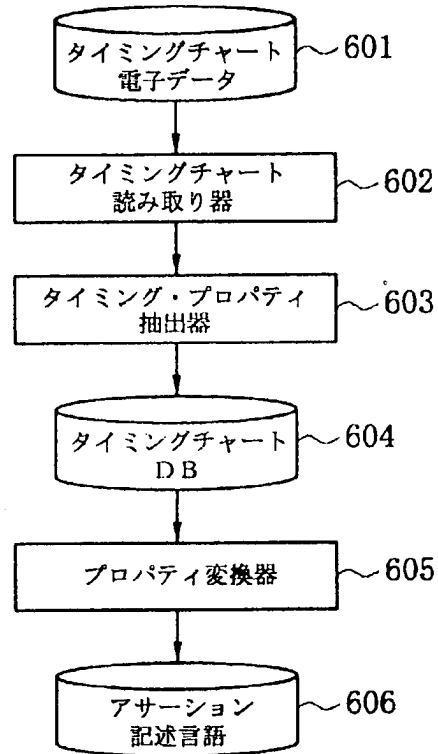 タイミングチャート
電子データ
601
タイミングチャート
読み取り器
602
タイミング・プロパティ
抽出器
603
タイミングチャート
DB
604
プロパティ変換器
605
アサーション
記述言語
606